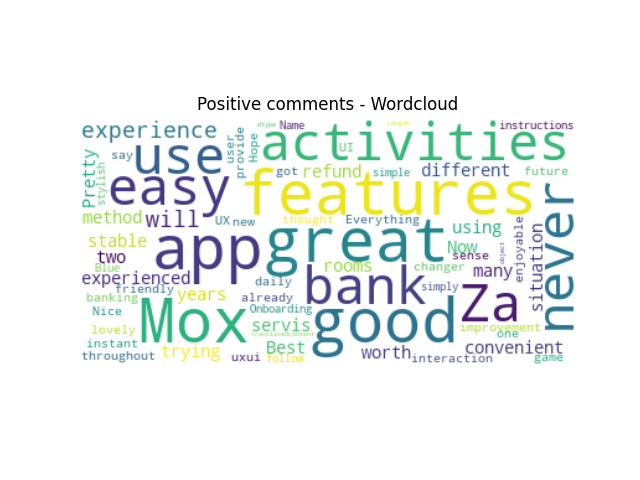 Positive comments - Wordcloud
experience
dtype
Name
Length
instructions
user
provide
Hope
activities
UI
say
use
Pretty
stylish
got
refund
simple
different
future
easy
features
never
method
will
UX
new
thought
Everything
using
enjoyable
situation
stable
app
great
Now
sense
object
two
Blue
rooms
changer
many
experienced
friendly
daily
bank
simply
Za
banking
years
already
Nice
Mox
Onboarding
good
lovely
servis
translatedContent
improvement
one
instant
trying
Best
worth
convenient
throughout
uxui
follow
interaction
game